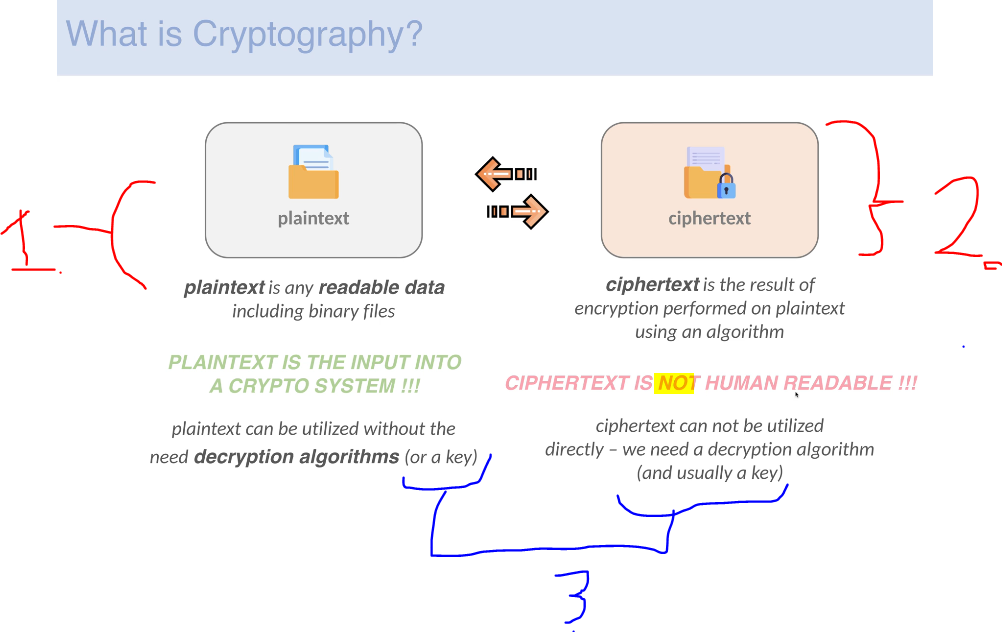 What is Cryptography?
plaintext
ciphertext
1.
2.
plaintext is any readable data
including binary files
ciphertext is the result of
encryption performed on plaintext
using an algorithm
PLAINTEXT IS THE INPUT INTO
A CRYPTO SYSTEM !!!
CIPHERTEXT IS NOT HUMAN READABLE !!!
plaintext can be utilized without the
need decryption algorithms (or a key)
ciphertext can not be utilized
directly – we need a decryption algorithm
(and usually a key)
3